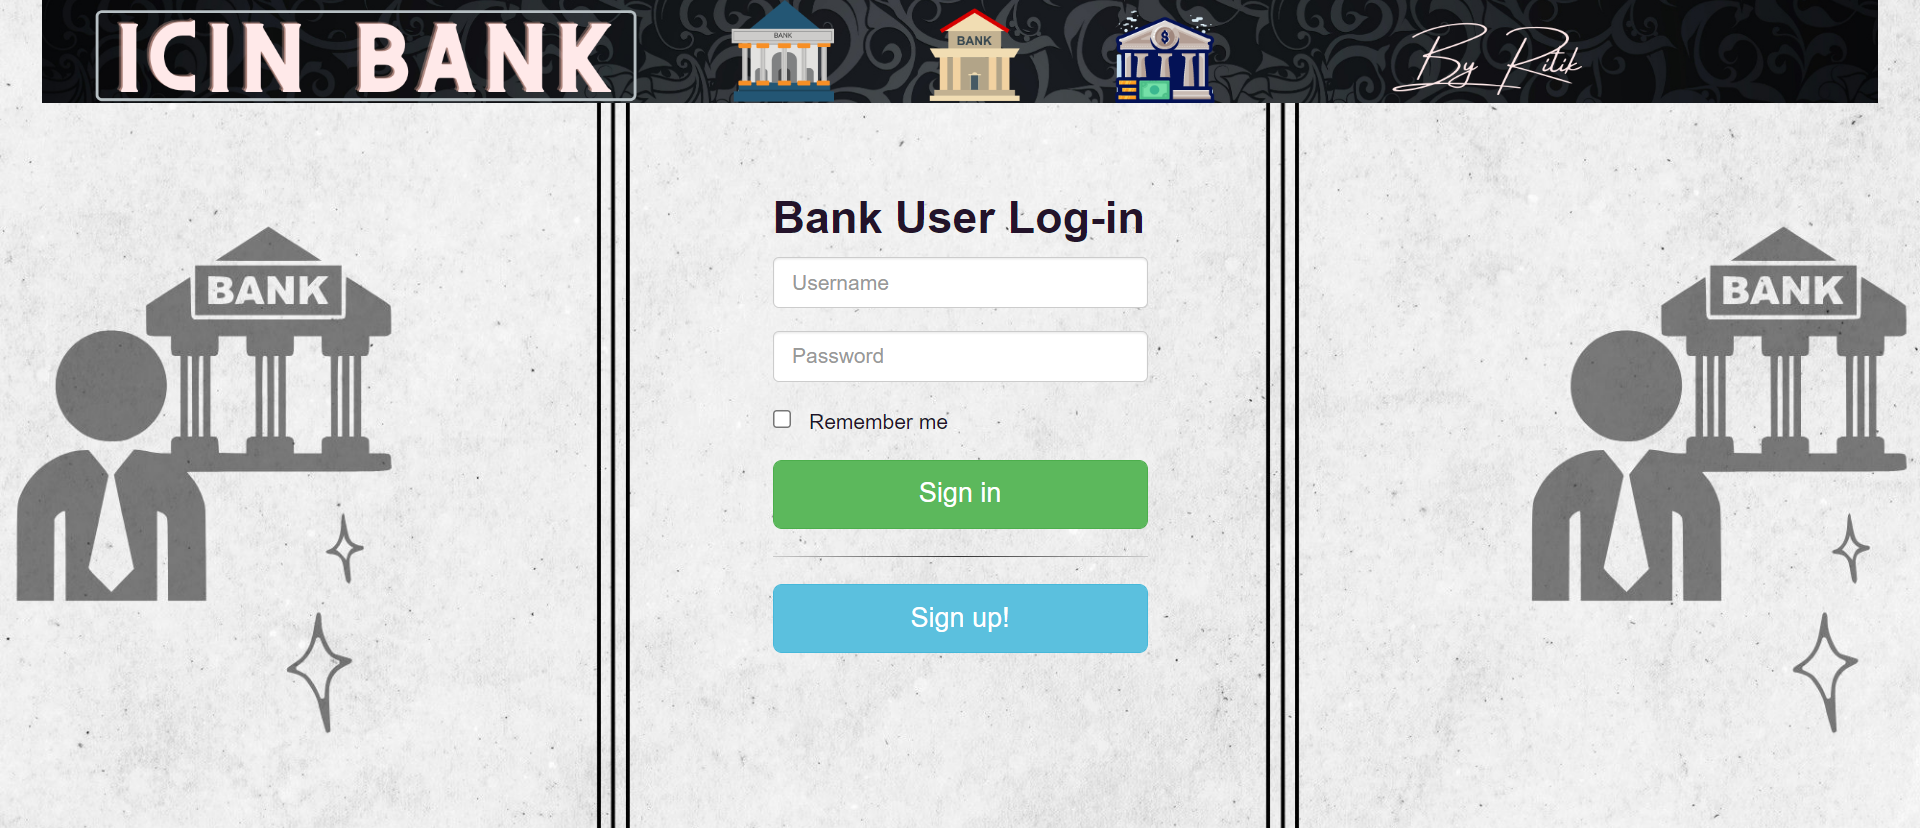 ICIN BANK
BANK
BANK
By Ritik
Bank User Log-in
Username
Password
Remember me
Sign in
Sign up!
BANK
BANK